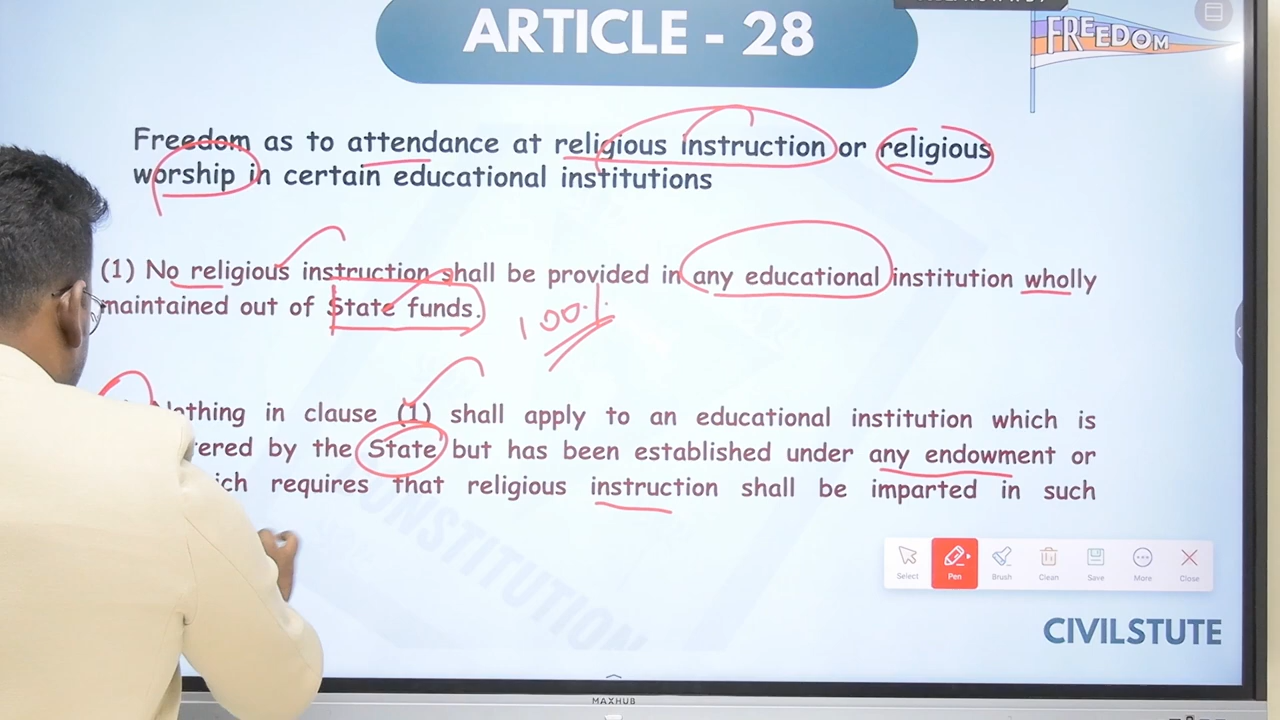 ARTICLE - 28
FREEDOM
Freedom as to attendance at religious instruction or religious
worship in certain educational institutions
(1) No religious instruction shall be provided in any educational institution wholly
maintained out of State funds.
100%
Nothing in clause (1) shall apply to an educational institution which is
by the State but has been established under any endowment or
requires that religious instruction shall be imparted in such
CONSTITUTION
Select Pen Brush Clean Save More Close
CIVILSTUTE
MAXHUB